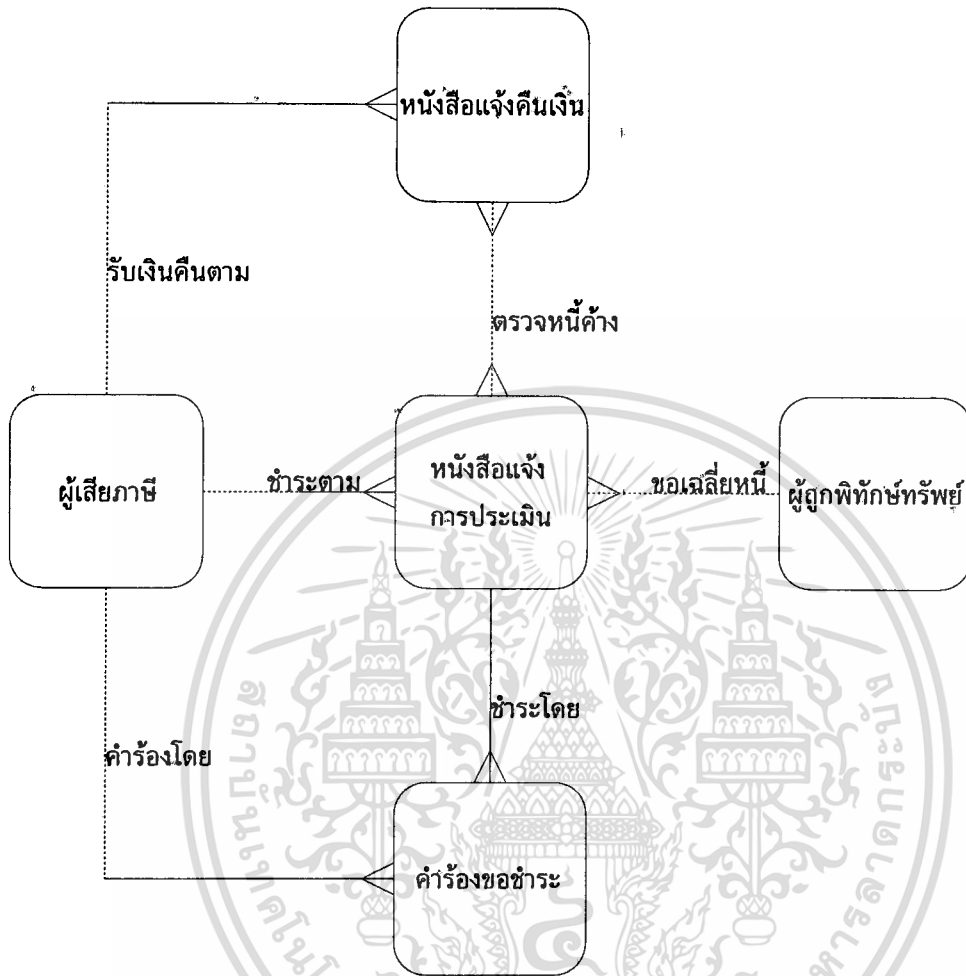 หนังสือแจ้งคืนเงิน
รับเงินคืนตาม
ตรวจหนี้ค้าง
ผู้เสียภาษี
ชำระตาม
หนังสือแจ้ง
การประเมิน
ขอเฉลี่ยหนี้
ผู้ถูกพิทักษ์ทรัพย์
ชำระโดย
คำร้องโดย
คำร้องขอชำระ